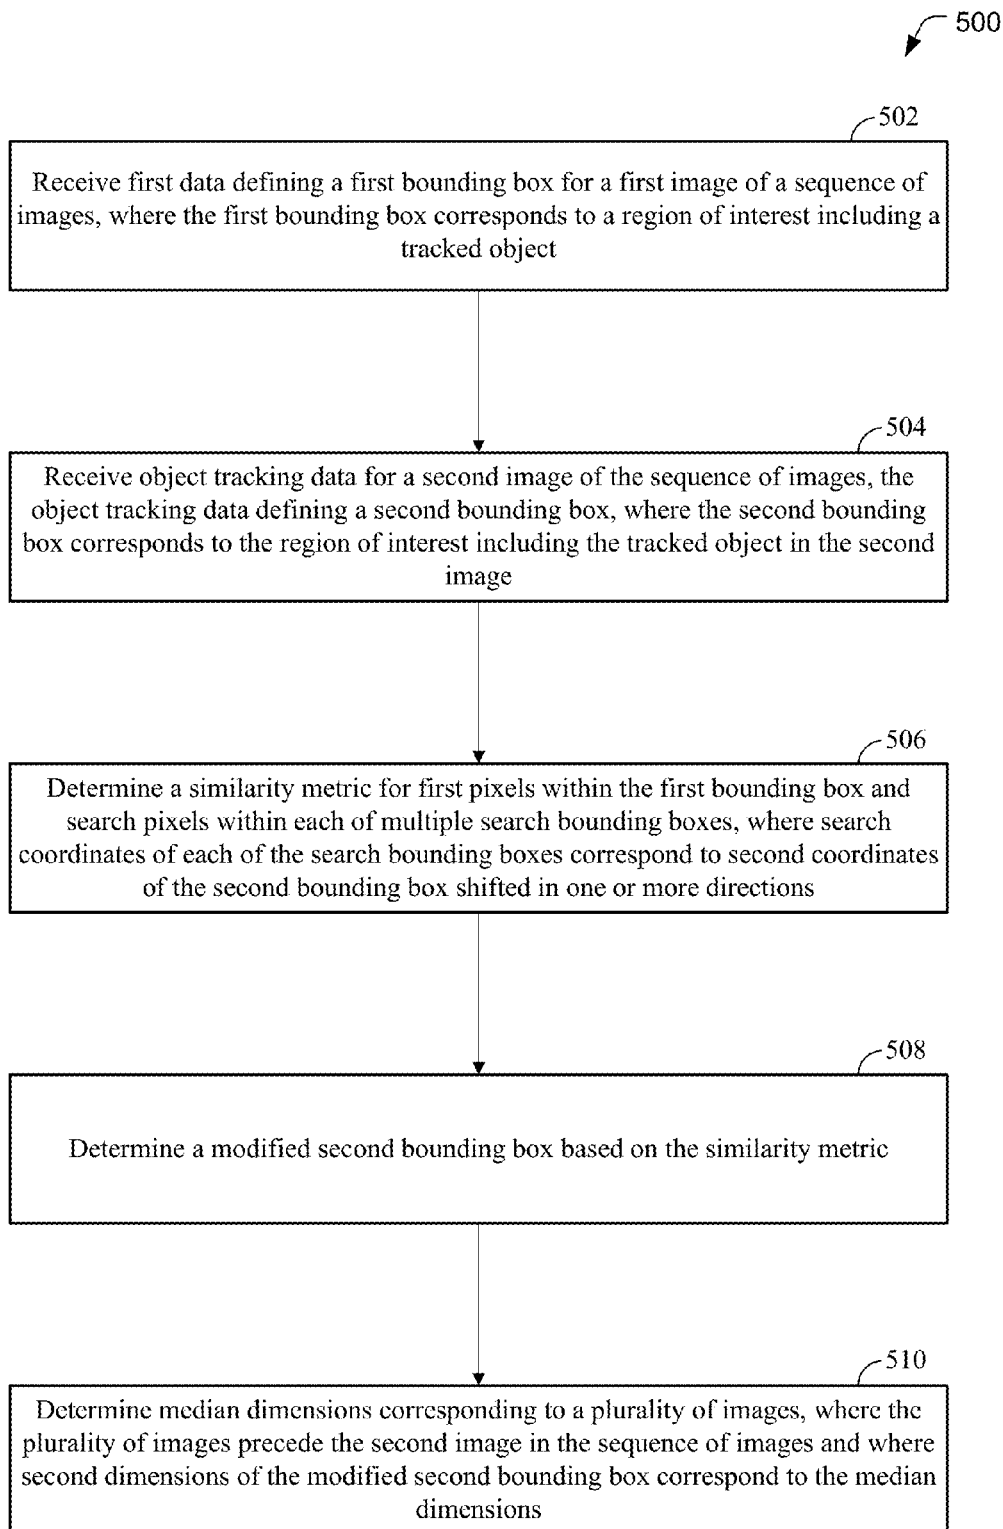 500
502
Receive first data defining a first bounding box for a first image of a sequence of
images, where the first bounding box corresponds to a region of interest including a
tracked object
504
Receive object tracking data for a second image of the sequence of images, the
object tracking data defining a second bounding box, where the second bounding
box corresponds to the region of interest including the tracked object in the second
image
506
Determine a similarity metric for first pixels within the first bounding box and
search pixels within each of multiple search bounding boxes, where search
coordinates of each of the search bounding boxes correspond to second coordinates
of the second bounding box shifted in one or more directions
508
Determine a modified second bounding box based on the similarity metric
510
Determine median dimensions corresponding to a plurality of images, where the
plurality of images precede the second image in the sequence of images and where
second dimensions of the modified second bounding box correspond to the median
dimensions